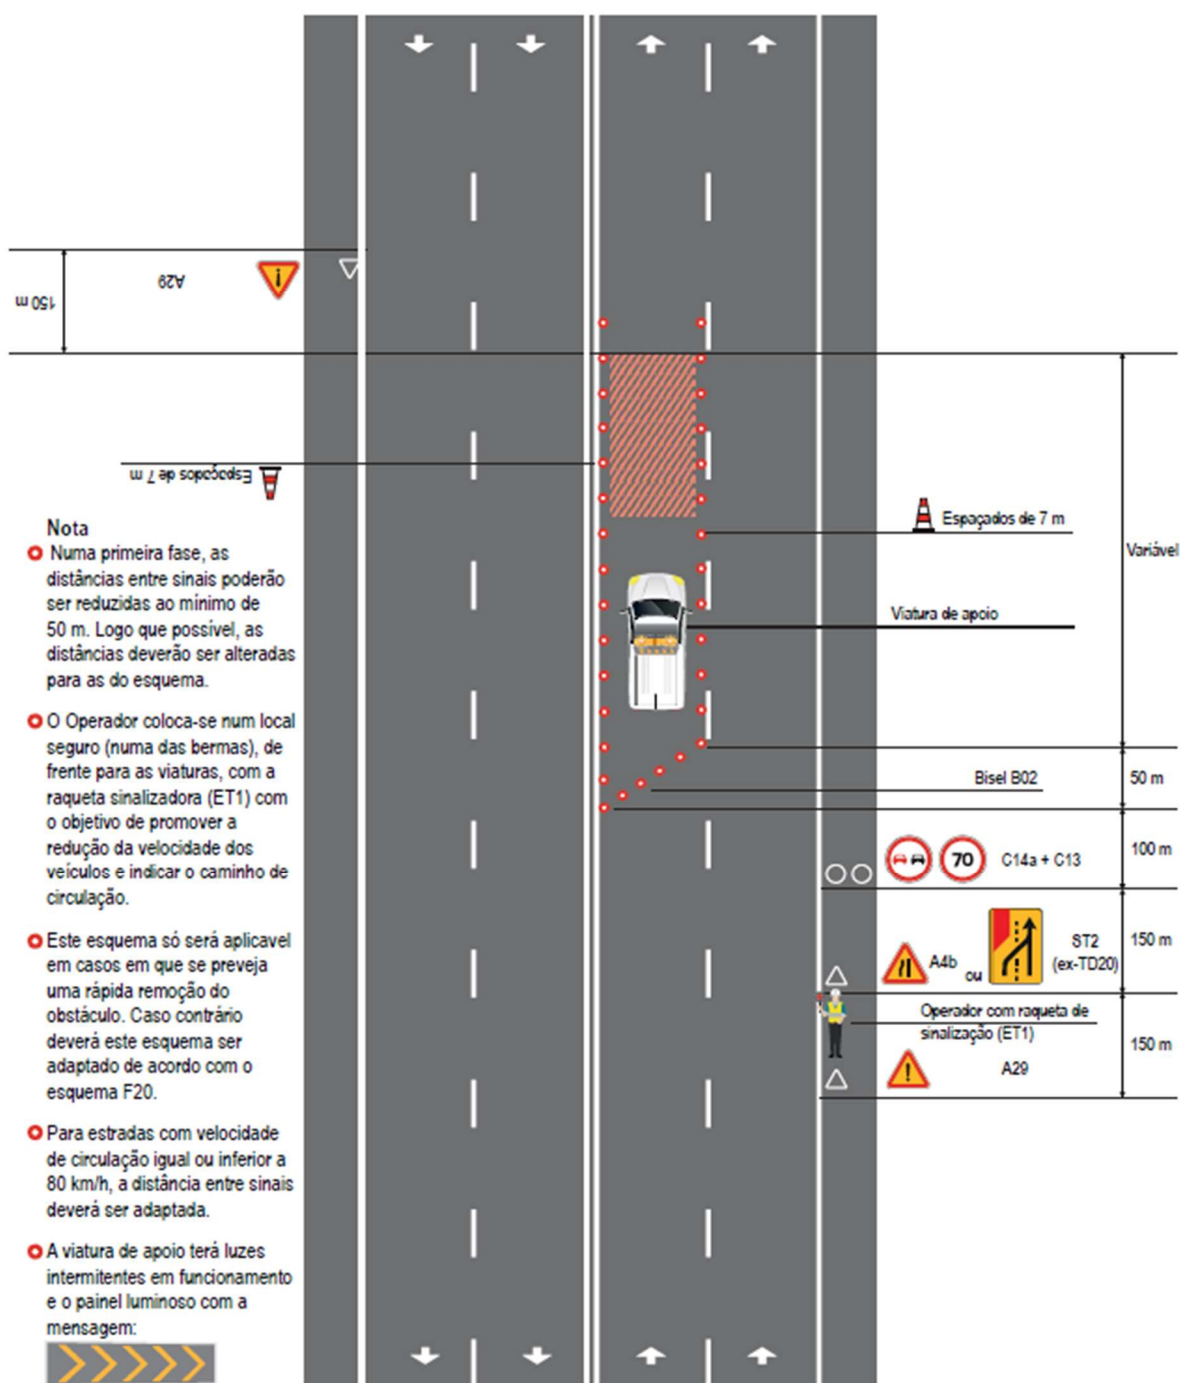 150 m
A29
Espaçados de 7 m
Nota
Numa primeira fase, as
distâncias entre sinais poderão
ser reduzidas ao mínimo de
50 m. Logo que possível, as
distâncias deverão ser alteradas
para as do esquema.
O Operador coloca-se num local
seguro (numa das bermas), de
frente para as viaturas, com a
raqueta sinalizadora (ET1) com
o objetivo de promover a
redução da velocidade dos
veículos e indicar o caminho de
circulação.
Este esquema só será aplicavel
em casos em que se preveja
uma rápida remoção do
obstáculo. Caso contrário
deverá este esquema ser
adaptado de acordo com o
esquema F20.
Para estradas com velocidade
de circulação igual ou inferior a
80 km/h, a distância entre sinais
deverá ser adaptada.
A viatura de apoio terá luzes
intermitentes em funcionamento
e o painel luminoso com a
mensagem:
Espaçados de 7 m
Variável
Viatura de apoio
Bisel B02
50 m
70
C14a + C13
100 m
A4b
ou
ST2
(ex-TD20)
150 m
Operador com raqueta de
sinalização (ET1)
150 m
A29